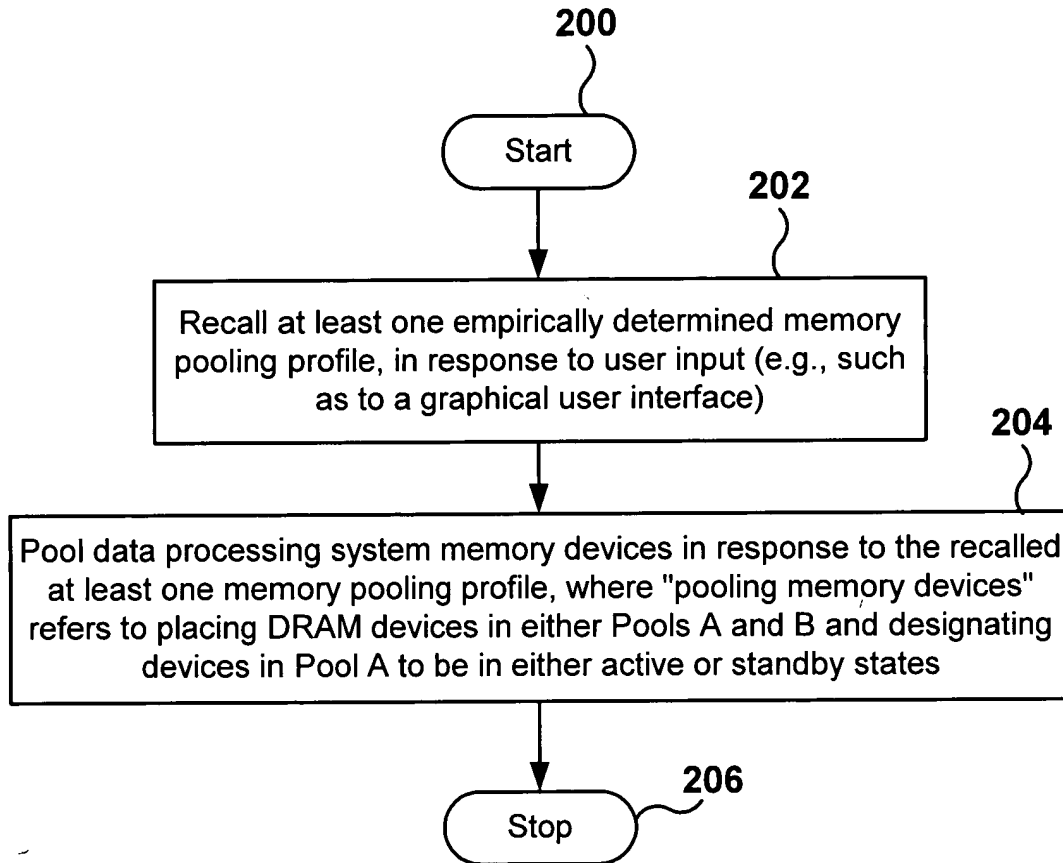 200
Start
202
Recall at least one empirically determined memory
pooling profile, in response to user input (e.g., such
as to a graphical user interface)
204
Pool data processing system memory devices in response to the recalled
at least one memory pooling profile, where "pooling memory devices"
refers to placing DRAM devices in either Pools A and B and designating
devices in Pool A to be in either active or standby states
206
Stop